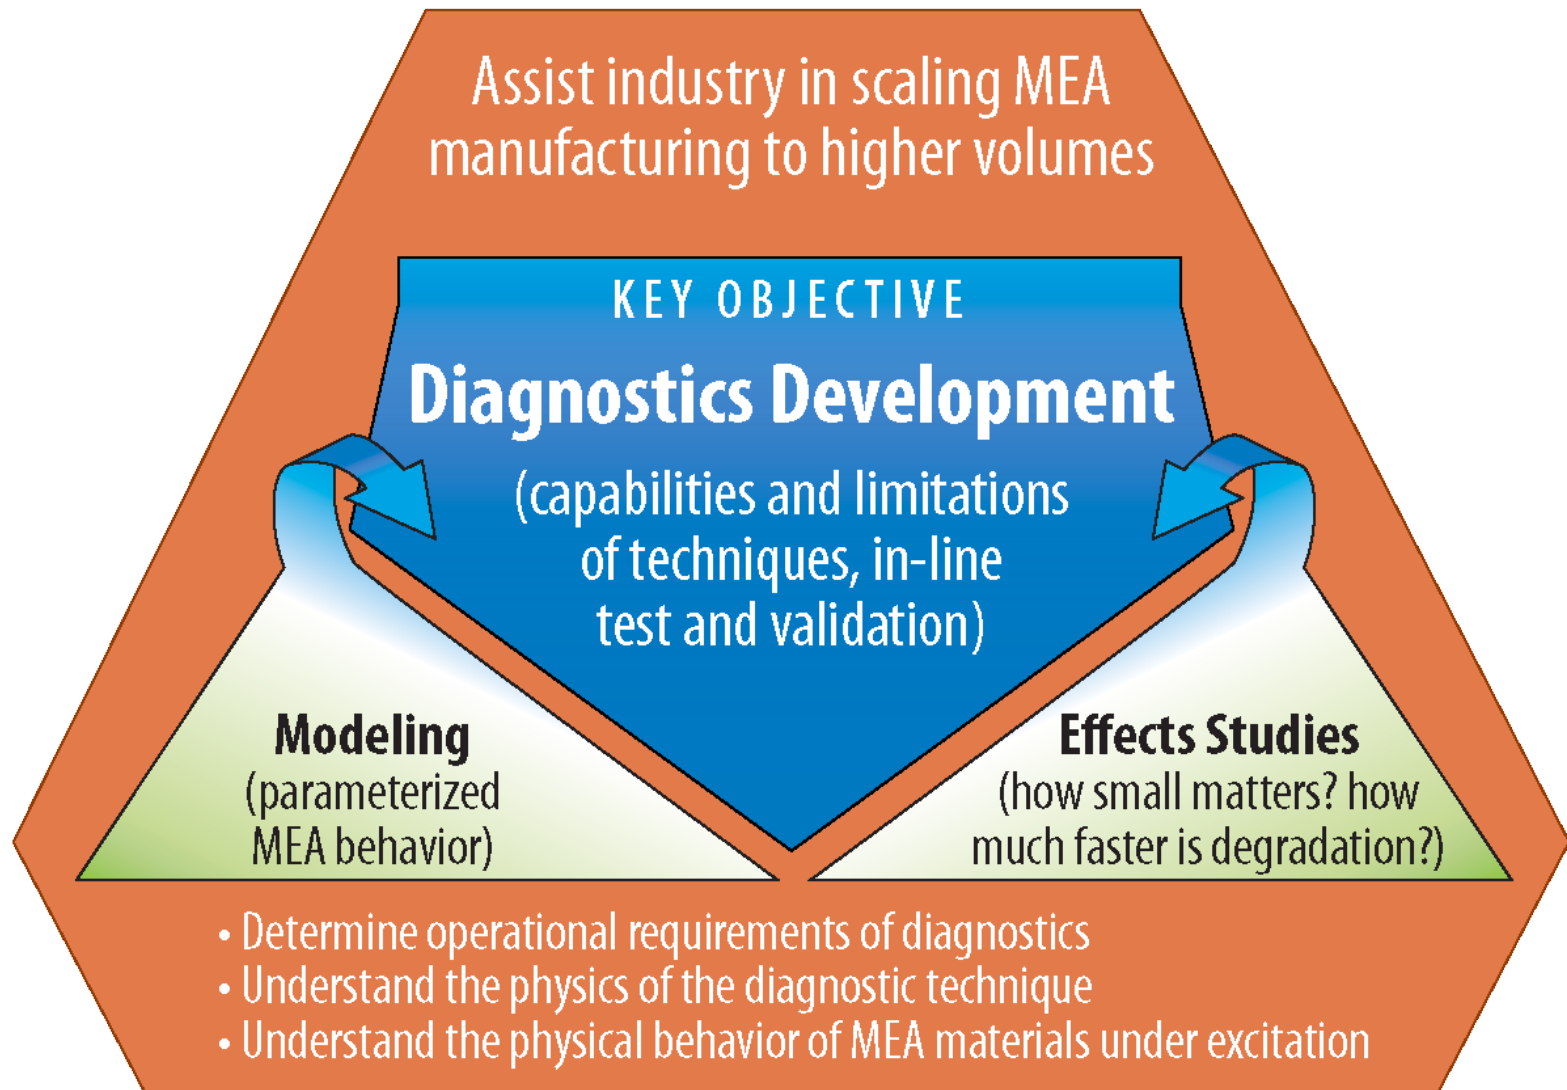 Assist industry in scaling MEA
manufacturing to higher volumes
KEY OBJECTIVE
Diagnostics Development
(capabilities and limitations
of techniques, in-line
test and validation)
Modeling
(parameterized
MEA behavior)
Effects Studies
(how small matters? how
much faster is degradation?)
• Determine operational requirements of diagnostics
• Understand the physics of the diagnostic technique
• Understand the physical behavior of MEA materials under excitation